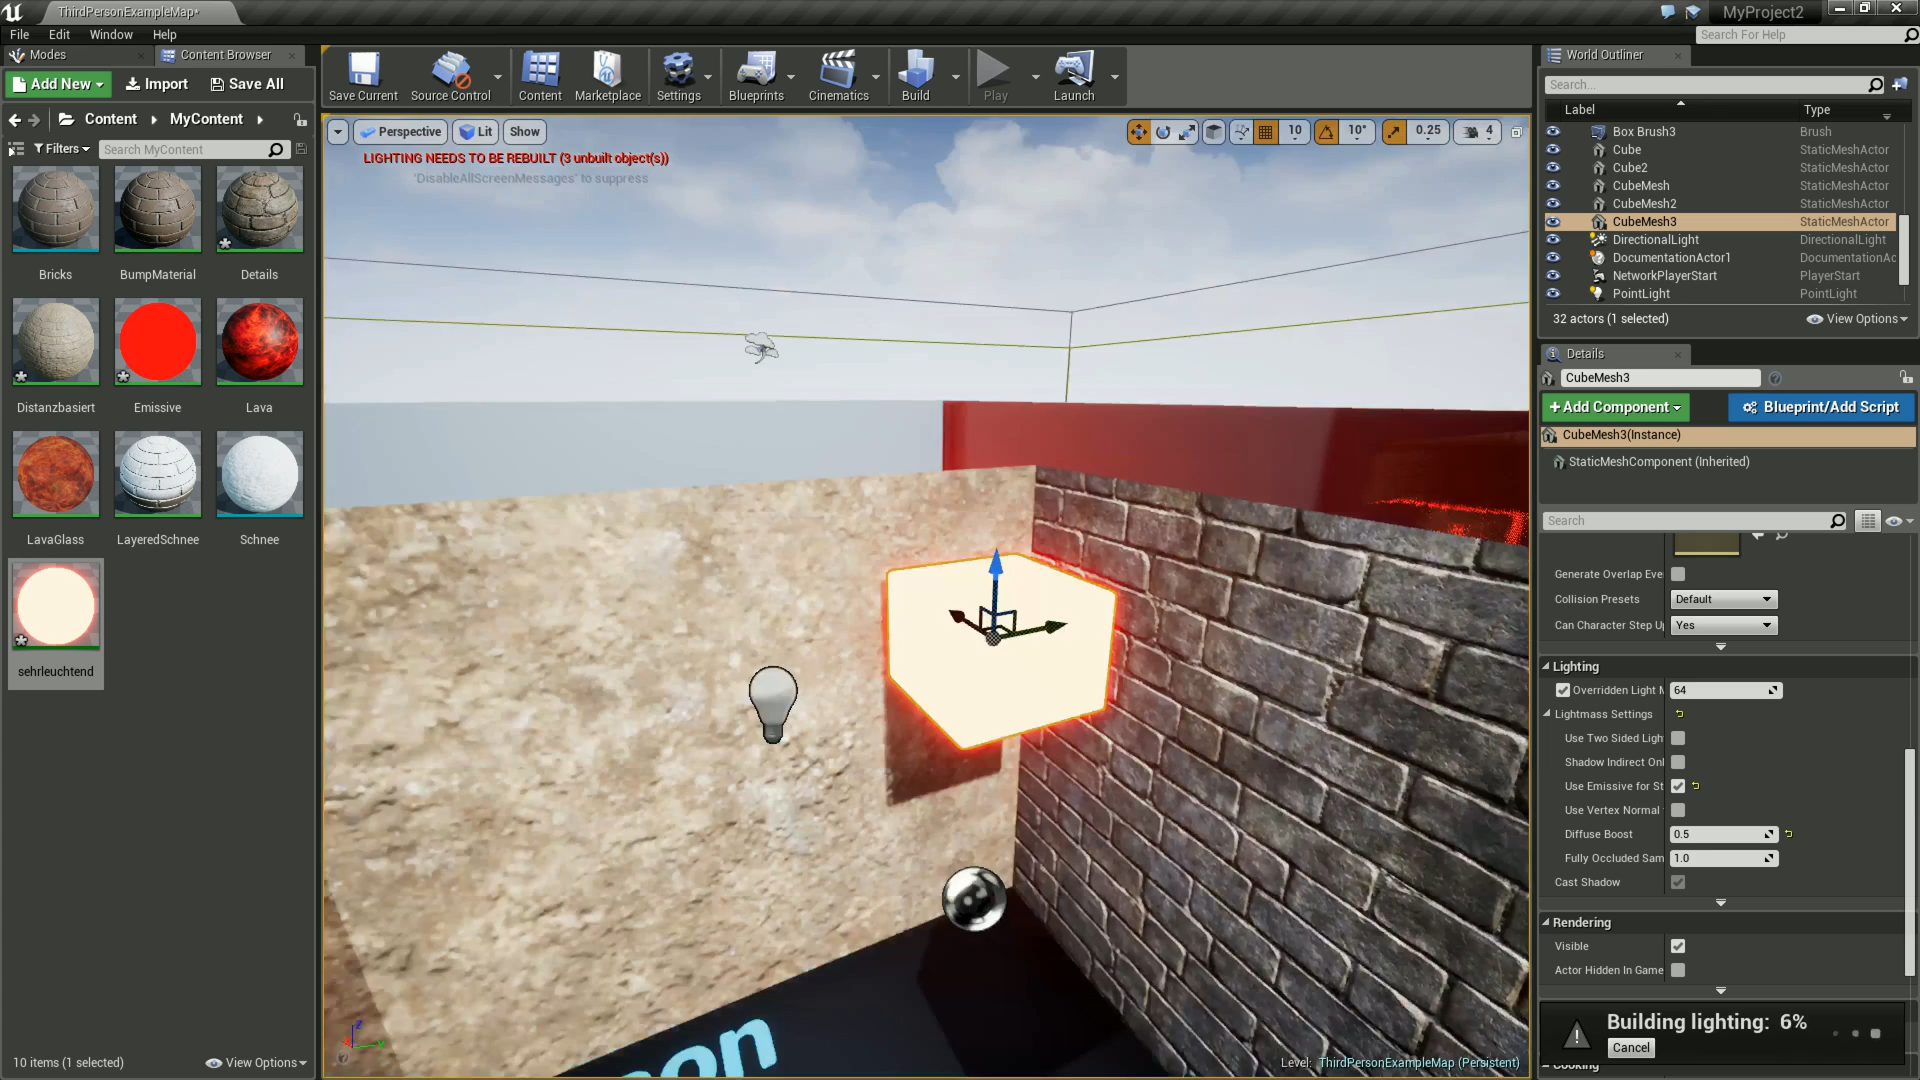 ThirdPersonExampleMap*
MyProject2
File Edit Window Help
Search For Help
Modes
Content Browser
Add New
Import
Save All
Content
MyContent
Filters
Search MyContent
Bricks
BumpMaterial
Details
Distanzbasiert
Emissive
Lava
LavaGlass
LayeredSchnee
Schnee
sehrleuchtend
10 items (1 selected)
View Options
Save Current
Source Control
Content
Marketplace
Settings
Blueprints
Cinematics
Build
Play
Launch
Perspective
Lit
Show
10
10°
0.25
4
LIGHTING NEEDS TO BE REBUILT (3 unbuilt object(s))
'DisableAllScreenMessages' to suppress
on
Level: ThirdPersonExampleMap (Persistent)
World Outliner
Search...
Label Type
Box Brush3 Brush
Cube StaticMeshActor
Cube2 StaticMeshActor
CubeMesh StaticMeshActor
CubeMesh2 StaticMeshActor
CubeMesh3 StaticMeshActor
DirectionalLight DirectionalLight
DocumentationActor1 DocumentationAc
NetworkPlayerStart PlayerStart
PointLight PointLight
32 actors (1 selected)
View Options
Details
CubeMesh3
+Add Component
Blueprint/Add Script
CubeMesh3(Instance)
StaticMeshComponent (Inherited)
Search
Generate Overlap Eve
Collision Presets Default
Can Character Step Up Yes
Lighting
Overridden Light M 64
Lightmass Settings
Use Two Sided Ligh
Shadow Indirect Onl
Use Emissive for St
Use Vertex Normal
Diffuse Boost 0.5
Fully Occluded Sam 1.0
Cast Shadow
Rendering
Visible
Actor Hidden In Game
Building lighting: 6%
Cancel
Cooking